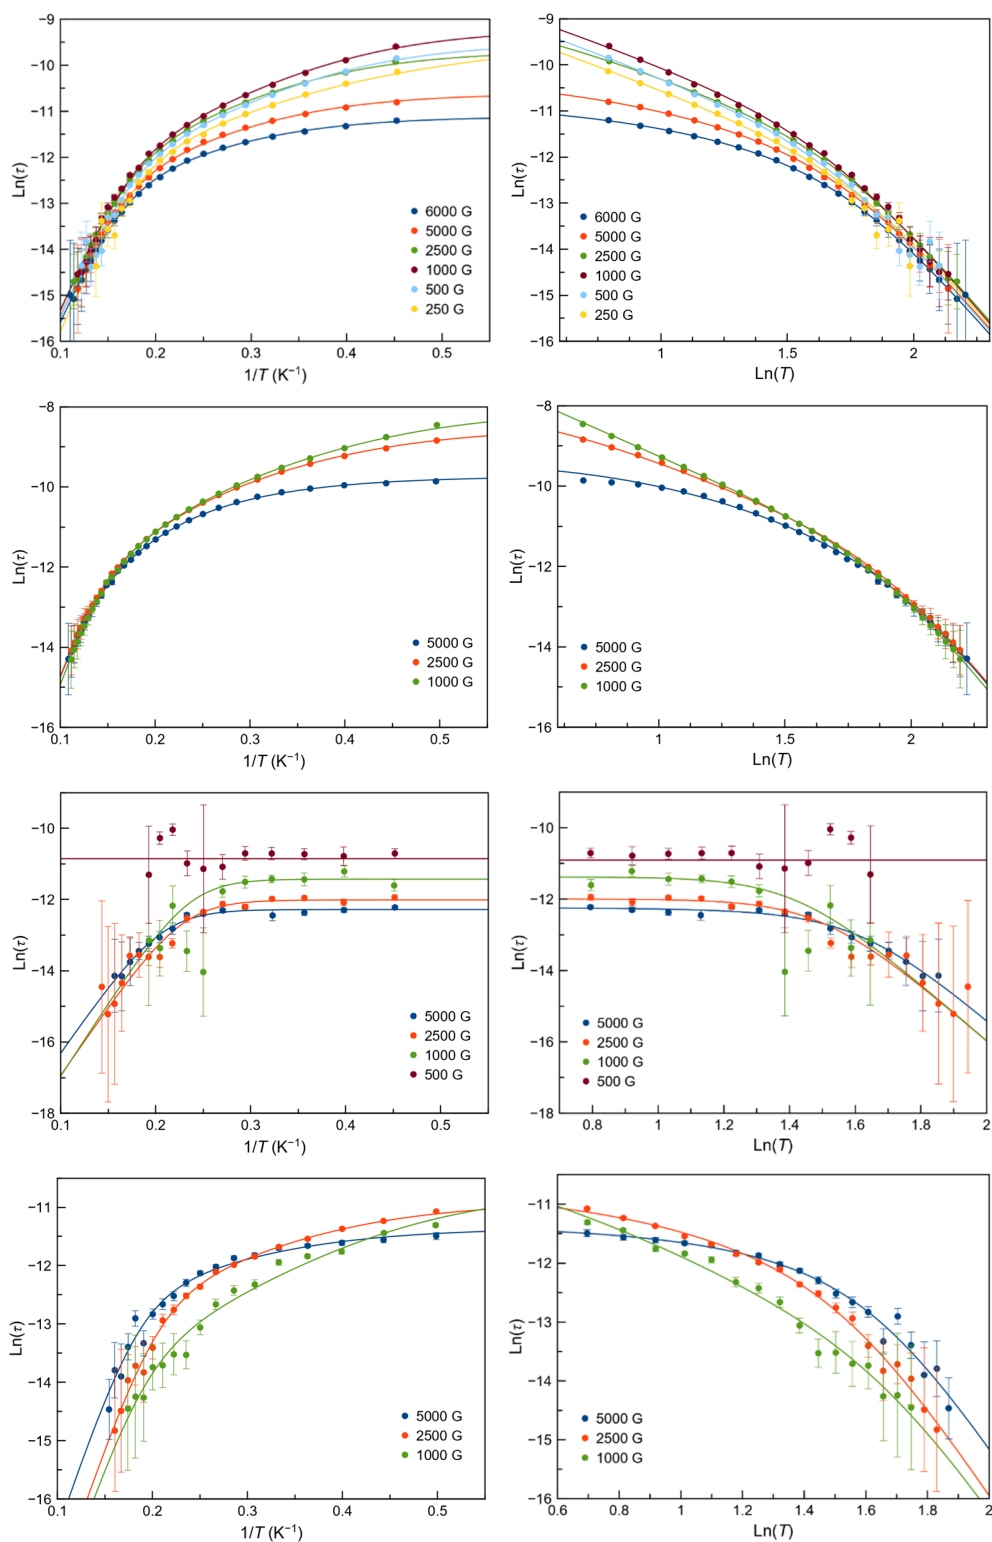 −9
−10
−11
−12
−13
−14
−15
−16
Ln(τ)
0.1
0.2
0.3
0.4
0.5
1/T (K⁻¹)
6000 G
5000 G
2500 G
1000 G
500 G
250 G
−9
−10
−11
−12
−13
−14
−15
−16
Ln(τ)
1
1.5
2
Ln(T)
6000 G
5000 G
2500 G
1000 G
500 G
250 G
−8
−10
−12
−14
−16
Ln(τ)
0.1
0.2
0.3
0.4
0.5
1/T (K⁻¹)
5000 G
2500 G
1000 G
−8
−10
−12
−14
−16
Ln(τ)
1
1.5
2
Ln(T)
5000 G
2500 G
1000 G
−10
−12
−14
−16
−18
Ln(τ)
0.1
0.2
0.3
0.4
0.5
1/T (K⁻¹)
5000 G
2500 G
1000 G
500 G
−10
−12
−14
−16
−18
Ln(τ)
0.8
1
1.2
1.4
1.6
1.8
2
Ln(T)
5000 G
2500 G
1000 G
500 G
−11
−12
−13
−14
−15
−16
Ln(τ)
0.1
0.2
0.3
0.4
0.5
1/T (K⁻¹)
5000 G
2500 G
1000 G
−11
−12
−13
−14
−15
−16
Ln(τ)
0.6
0.8
1
1.2
1.4
1.6
1.8
2
Ln(T)
5000 G
2500 G
1000 G